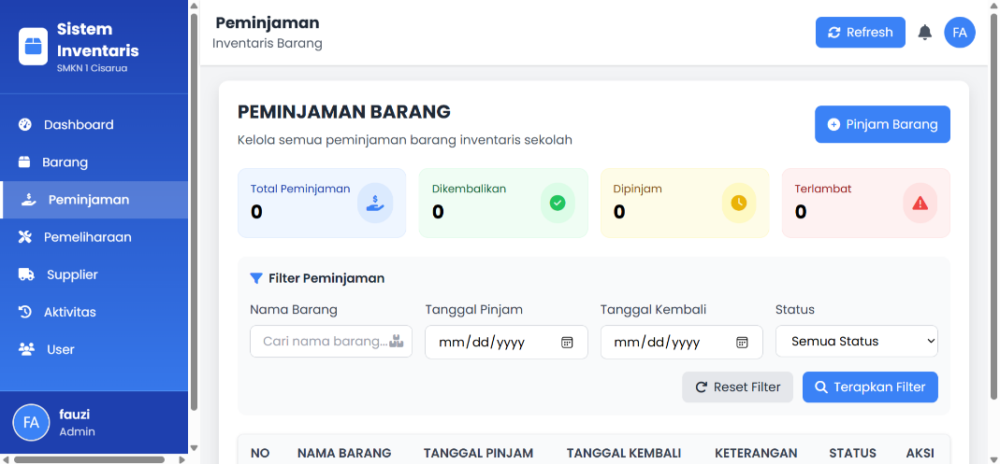 Sistem
Inventaris
SMKN 1 Cisarua
Dashboard
Barang
Peminjaman
Pemeliharaan
Supplier
Aktivitas
User
FA
fauzi
Admin
Peminjaman
Inventaris Barang
Refresh
FA
PEMINJAMAN BARANG
Kelola semua peminjaman barang inventaris sekolah
Pinjam Barang
Total Peminjaman
0
Dikembalikan
0
Dipinjam
0
Terlambat
0
Filter Peminjaman
Nama Barang
Cari nama barang...
Tanggal Pinjam
mm/dd/yyyy
Tanggal Kembali
mm/dd/yyyy
Status
Semua Status
Reset Filter
Terapkan Filter
NO NAMA BARANG TANGGAL PINJAM TANGGAL KEMBALI KETERANGAN STATUS AKSI